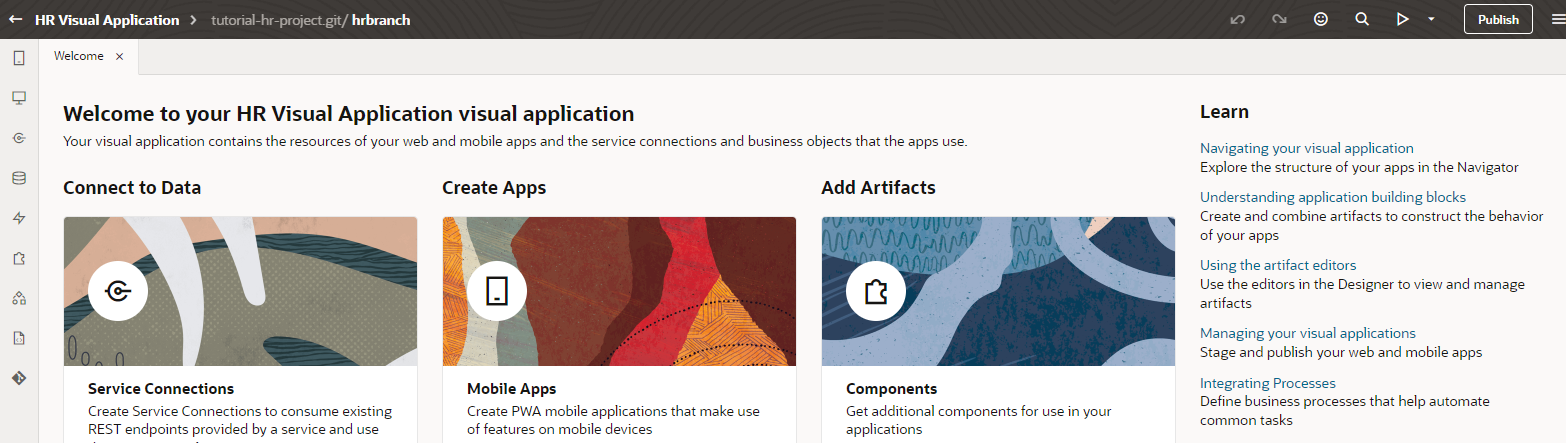 HR Visual Application > tutorial-hr-project.git/ hrbranch
Publish
Welcome ×
Welcome to your HR Visual Application visual application
Your visual application contains the resources of your web and mobile apps and the service connections and business objects that the apps use.
Connect to Data
Service Connections
Create Service Connections to consume existing
REST endpoints provided by a service and use
Create Apps
Mobile Apps
Create PWA mobile applications that make use
of features on mobile devices
Add Artifacts
Components
Get additional components for use in your
applications
Learn
Navigating your visual application
Explore the structure of your apps in the Navigator
Understanding application building blocks
Create and combine artifacts to construct the behavior
of your apps
Using the artifact editors
Use the editors in the Designer to view and manage
artifacts
Managing your visual applications
Stage and publish your web and mobile apps
Integrating Processes
Define business processes that help automate
common tasks